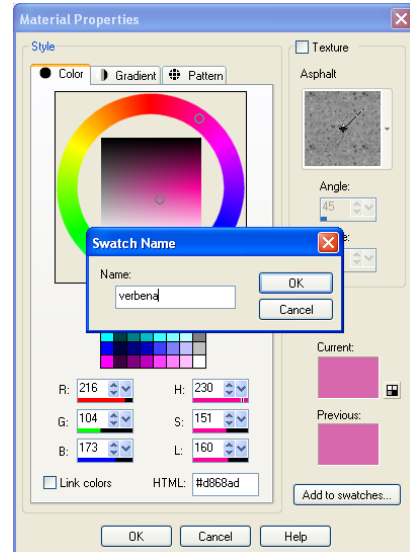 Material Properties
Style
Color Gradient Pattern
Texture
Asphalt
Angle:
45
Swatch Name
Name:
verbena
OK
Cancel
Current:
Previous:
R: 216 H: 230
G: 104 S: 151
B: 173 L: 160
Link colors HTML: #d868ad
Add to swatches...
OK Cancel Help